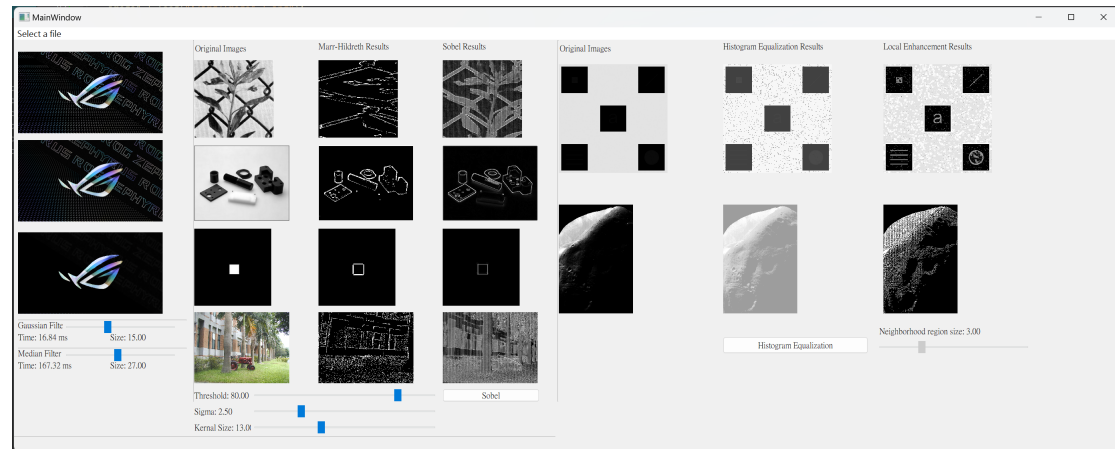 MainWindow
Select a file
Original Images
Marr-Hildreth Results
Sobel Results
Original Images
Histogram Equalization Results
Local Enhancement Results
a
Gaussian Filte
Time: 16.84 ms
Size: 15.00
Median Filter
Time: 167.32 ms
Size: 27.00
Threshold: 80.00
Sobel
Sigma: 2.50
Kernal Size: 13.0
Histogram Equalization
Neighborhood region size: 3.00